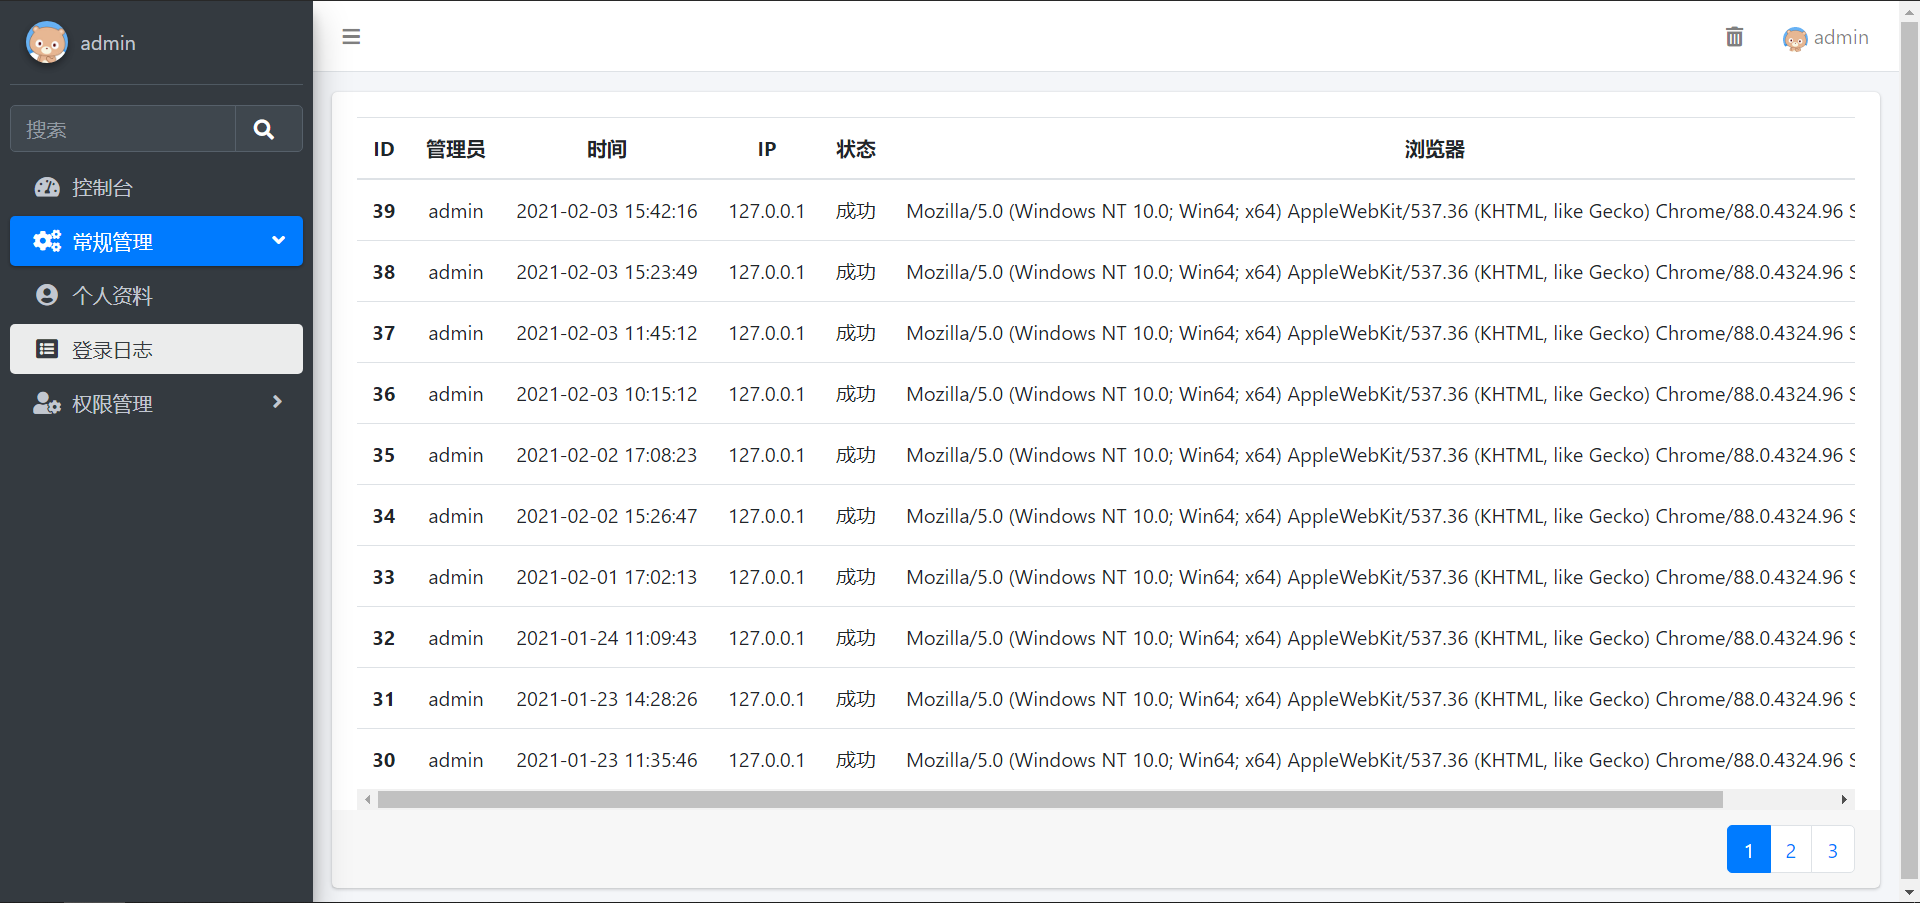 admin
搜索
控制台
常规管理
个人资料
登录日志
权限管理
admin
ID 管理员 时间 IP 状态 浏览器
39 admin 2021-02-03 15:42:16 127.0.0.1 成功 Mozilla/5.0 (Windows NT 10.0; Win64; x64) AppleWebKit/537.36 (KHTML, like Gecko) Chrome/88.0.4324.96 S
38 admin 2021-02-03 15:23:49 127.0.0.1 成功 Mozilla/5.0 (Windows NT 10.0; Win64; x64) AppleWebKit/537.36 (KHTML, like Gecko) Chrome/88.0.4324.96 S
37 admin 2021-02-03 11:45:12 127.0.0.1 成功 Mozilla/5.0 (Windows NT 10.0; Win64; x64) AppleWebKit/537.36 (KHTML, like Gecko) Chrome/88.0.4324.96 S
36 admin 2021-02-03 10:15:12 127.0.0.1 成功 Mozilla/5.0 (Windows NT 10.0; Win64; x64) AppleWebKit/537.36 (KHTML, like Gecko) Chrome/88.0.4324.96 S
35 admin 2021-02-02 17:08:23 127.0.0.1 成功 Mozilla/5.0 (Windows NT 10.0; Win64; x64) AppleWebKit/537.36 (KHTML, like Gecko) Chrome/88.0.4324.96 S
34 admin 2021-02-02 15:26:47 127.0.0.1 成功 Mozilla/5.0 (Windows NT 10.0; Win64; x64) AppleWebKit/537.36 (KHTML, like Gecko) Chrome/88.0.4324.96 S
33 admin 2021-02-01 17:02:13 127.0.0.1 成功 Mozilla/5.0 (Windows NT 10.0; Win64; x64) AppleWebKit/537.36 (KHTML, like Gecko) Chrome/88.0.4324.96 S
32 admin 2021-01-24 11:09:43 127.0.0.1 成功 Mozilla/5.0 (Windows NT 10.0; Win64; x64) AppleWebKit/537.36 (KHTML, like Gecko) Chrome/88.0.4324.96 S
31 admin 2021-01-23 14:28:26 127.0.0.1 成功 Mozilla/5.0 (Windows NT 10.0; Win64; x64) AppleWebKit/537.36 (KHTML, like Gecko) Chrome/88.0.4324.96 S
30 admin 2021-01-23 11:35:46 127.0.0.1 成功 Mozilla/5.0 (Windows NT 10.0; Win64; x64) AppleWebKit/537.36 (KHTML, like Gecko) Chrome/88.0.4324.96 S
1 2 3